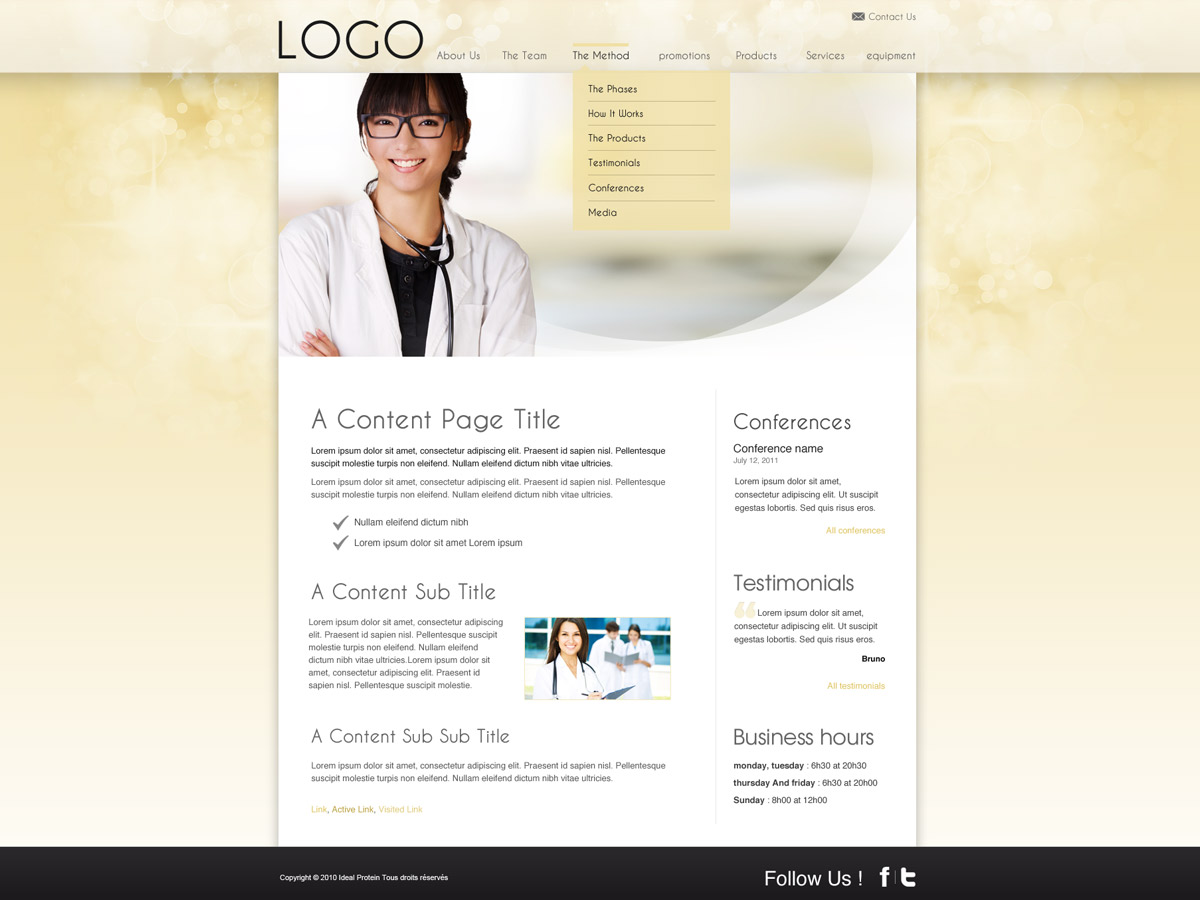 Contact Us
LOGO
About Us The Team The Method promotions Products Services equipment
The Phases
How It Works
The Products
Testimonials
Conferences
Media
A Content Page Title
Lorem ipsum dolor sit amet, consectetur adipiscing elit. Praesent id sapien nisl. Pellentesque
suscipit molestie turpis non eleifend. Nullam eleifend dictum nibh vitae ultricies.
Lorem ipsum dolor sit amet, consectetur adipiscing elit. Praesent id sapien nisl. Pellentesque
suscipit molestie turpis non eleifend. Nullam eleifend dictum nibh vitae ultricies.
Nullam eleifend dictum nibh
Lorem ipsum dolor sit amet Lorem ipsum
A Content Sub Title
Lorem ipsum dolor sit amet, consectetur adipiscing
elit. Praesent id sapien nisl. Pellentesque suscipit
molestie turpis non eleifend. Nullam eleifend
dictum nibh vitae ultricies.Lorem ipsum dolor sit
amet, consectetur adipiscing elit. Praesent id
sapien nisl. Pellentesque suscipit molestie.
A Content Sub Sub Title
Lorem ipsum dolor sit amet, consectetur adipiscing elit. Praesent id sapien nisl. Pellentesque
suscipit molestie turpis non eleifend. Nullam eleifend dictum nibh vitae ultricies.
Link, Active Link, Visited Link
Conferences
Conference name
July 12, 2011
Lorem ipsum dolor sit amet,
consectetur adipiscing elit. Ut suscipit
egestas lobortis. Sed quis risus eros.
All conferences
Testimonials
“ Lorem ipsum dolor sit amet,
consectetur adipiscing elit. Ut suscipit
egestas lobortis. Sed quis risus eros.
Bruno
All testimonials
Business hours
monday, tuesday : 6h30 at 20h30
thursday And friday : 6h30 at 20h00
Sunday : 8h00 at 12h00
Copyright © 2010 Ideal Protein Tous droits réservés
Follow Us ! f t